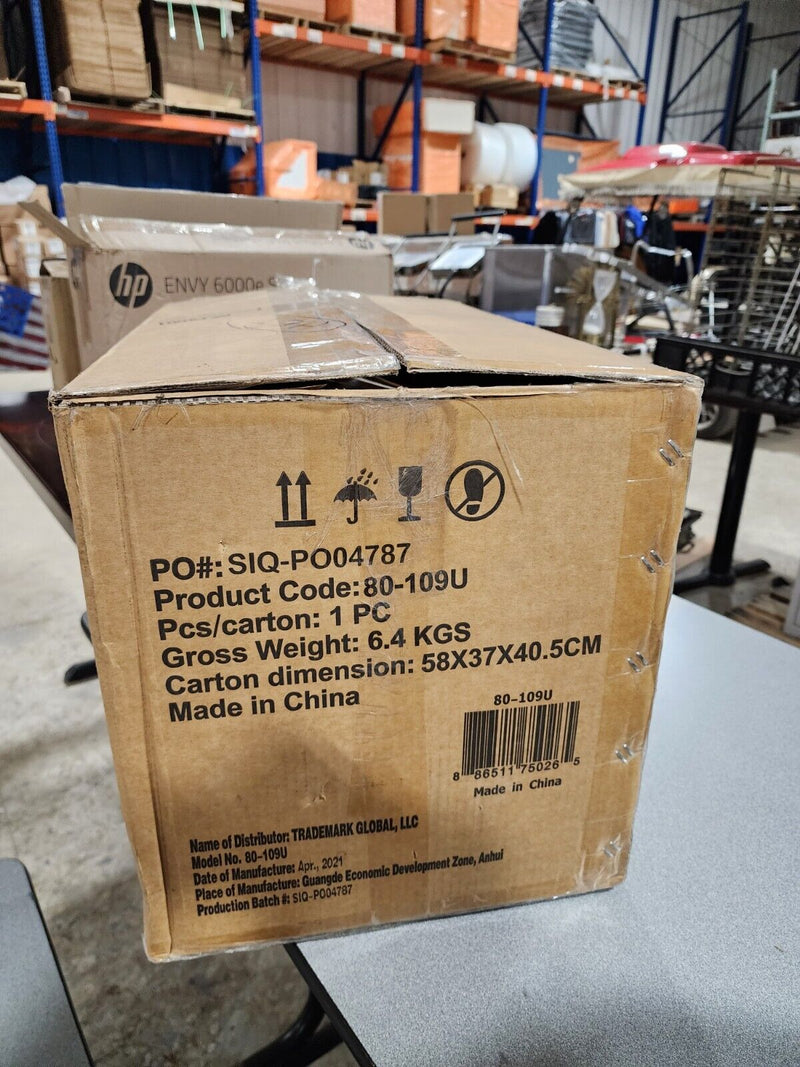 hp ENVY 6000e
PO#: SIQ-PO04787
Product Code: 80-109U
Pcs/carton: 1 PC
Gross Weight: 6.4 KGS
Carton dimension: 58X37X40.5CM
Made in China
80-109U
8 86511 75026 5
Made in China
Name of Distributor: TRADEMARK GLOBAL, LLC
Model No. 80-109U
Date of Manufacture: Apr., 2021
Place of Manufacture: Guangde Economic Development Zone, Anhui
Production Batch #: SIQ-PO04787